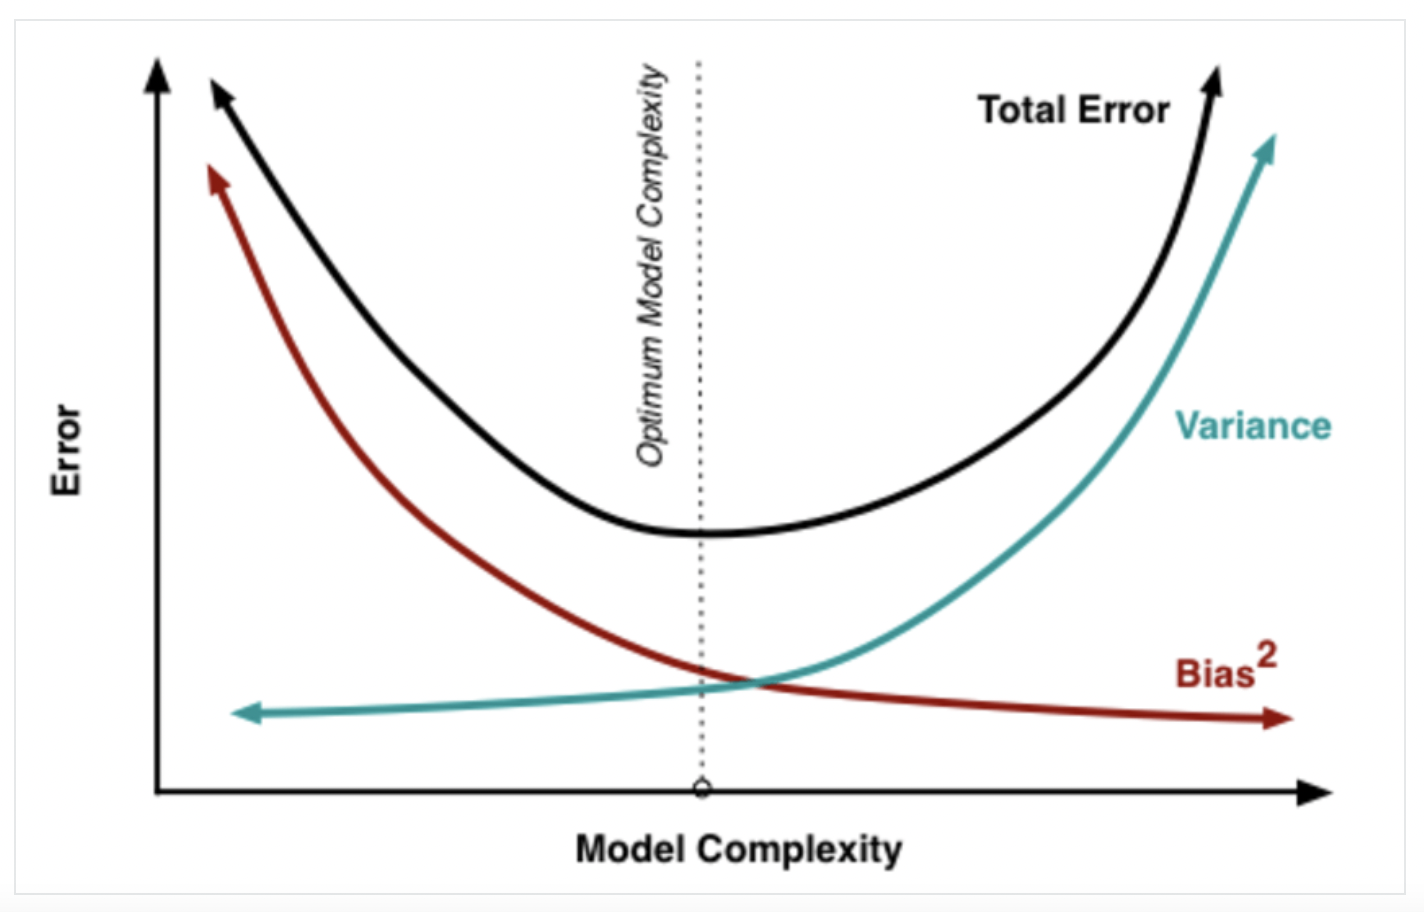 Optimum Model Complexity
Total Error
Error
Variance
Bias²
Model Complexity